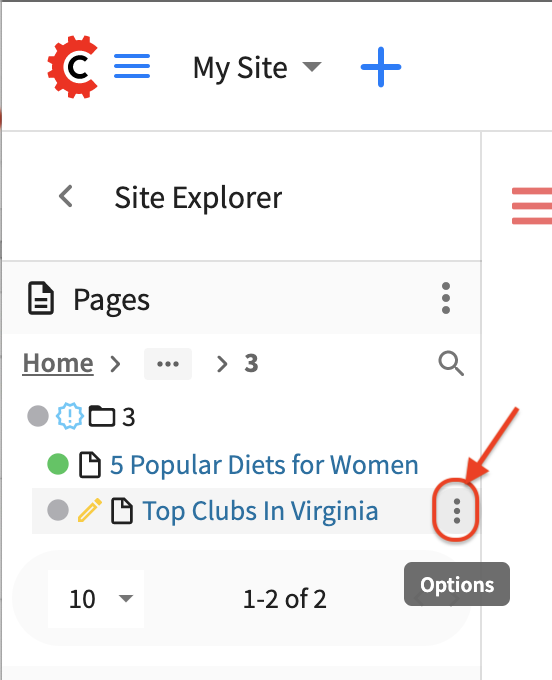 C
My Site
Site Explorer
Pages
Home > ... > 3
3
5 Popular Diets for Women
Top Clubs In Virginia
Options
10 1-2 of 2